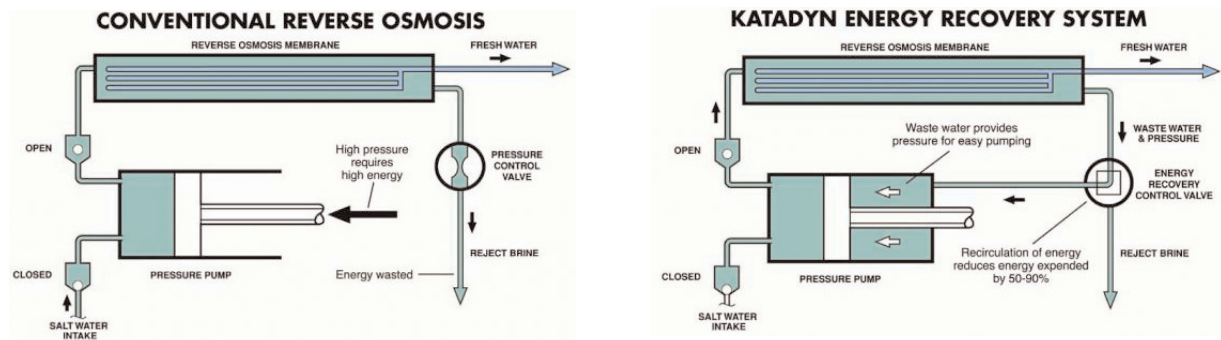 CONVENTIONAL REVERSE OSMOSIS
REVERSE OSMOSIS MEMBRANE
FRESH WATER
OPEN
High pressure
requires
high energy
PRESSURE
CONTROL
VALVE
CLOSED
PRESSURE PUMP
Energy wasted
REJECT BRINE
SALT WATER
INTAKE
KATADYN ENERGY RECOVERY SYSTEM
REVERSE OSMOSIS MEMBRANE
FRESH WATER
OPEN
Waste water provides
pressure for easy pumping
WASTE WATER
& PRESSURE
ENERGY
RECOVERY
CONTROL VALVE
CLOSED
PRESSURE PUMP
Recirculation of energy
reduces energy expended
by 50-90%
REJECT BRINE
SALT WATER
INTAKE